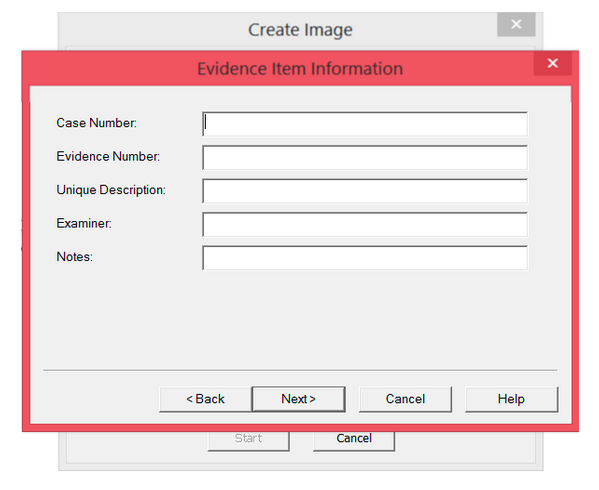 Create Image
Evidence Item Information
Case Number:
Evidence Number:
Unique Description:
Examiner:
Notes:
< Back Next > Cancel Help
Start Cancel